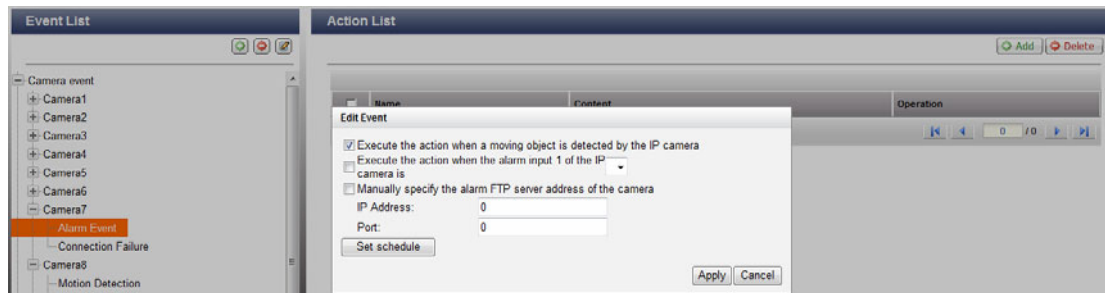 Event List
Action List
Add
Delete
Camera event
Camera1
Camera2
Camera3
Camera4
Camera5
Camera6
Camera7
Alarm Event
Connection Failure
Camera8
Motion Detection
Name
Content
Operation
0 / 0
Edit Event
Execute the action when a moving object is detected by the IP camera
Execute the action when the alarm input 1 of the IP
camera is
Manually specify the alarm FTP server address of the camera
IP Address: 0
Port: 0
Set schedule
Apply
Cancel